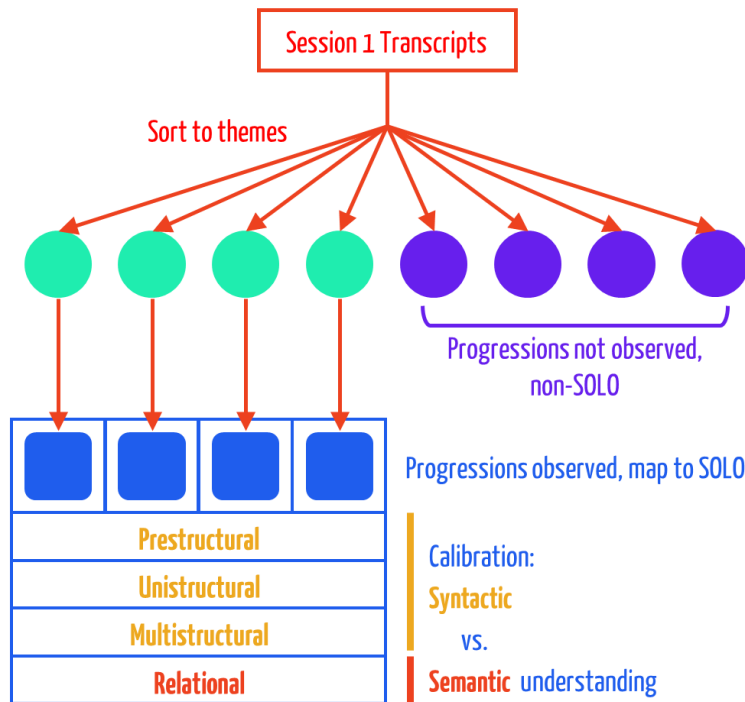 Session 1 Transcripts
Sort to themes
Progressions not observed,
non-SOLO
Progressions observed, map to SOLO
Prestructural
Unistructural
Multistructural
Relational
Calibration:
Syntactic
vs.
Semantic understanding